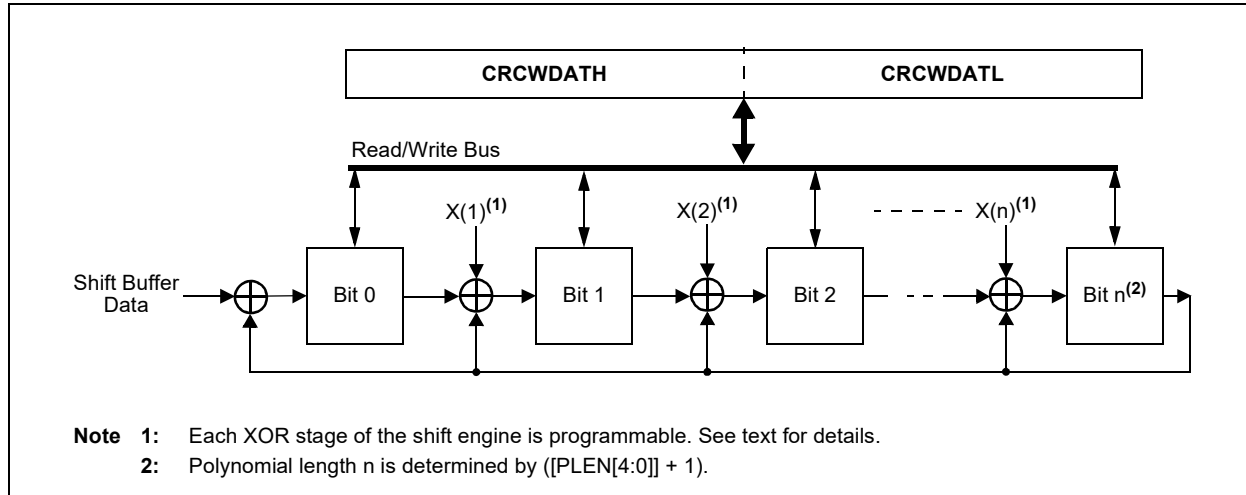 CRCWDATH CRCWDATL
Read/Write Bus
X(1)(1) X(2)(1) X(n)(1)
Shift Buffer
Data
Bit 0 Bit 1 Bit 2 Bit n(2)
Note 1: Each XOR stage of the shift engine is programmable. See text for details.
2: Polynomial length n is determined by ([PLEN[4:0]] + 1).